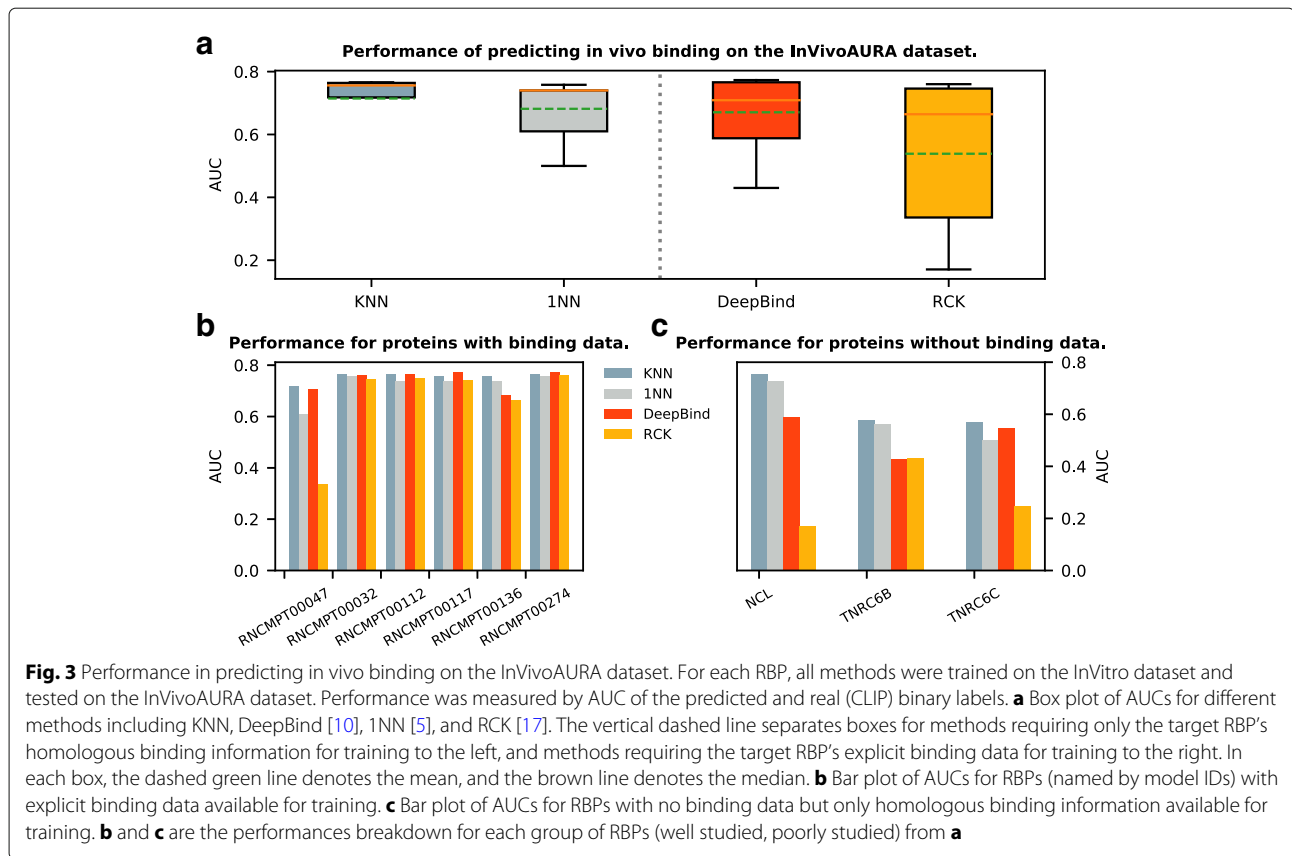 a
Performance of predicting in vivo binding on the InVivoAURA dataset.
0.8
0.6
0.4
0.2
AUC
KNN
1NN
DeepBind
RCK
b
Performance for proteins with binding data.
0.8
0.6
0.4
0.2
0.0
AUC
RNCMPT00047
RNCMPT00032
RNCMPT00112
RNCMPT00117
RNCMPT00136
RNCMPT00274
KNN
1NN
DeepBind
RCK
c
Performance for proteins without binding data.
0.8
0.6
0.4
0.2
0.0
AUC
NCL
TNRC6B
TNRC6C
Fig. 3 Performance in predicting in vivo binding on the InVivoAURA dataset. For each RBP, all methods were trained on the InVitro dataset and
tested on the InVivoAURA dataset. Performance was measured by AUC of the predicted and real (CLIP) binary labels. a Box plot of AUCs for different
methods including KNN, DeepBind [10], 1NN [5], and RCK [17]. The vertical dashed line separates boxes for methods requiring only the target RBP's
homologous binding information for training to the left, and methods requiring the target RBP's explicit binding data for training to the right. In
each box, the dashed green line denotes the mean, and the brown line denotes the median. b Bar plot of AUCs for RBPs (named by model IDs) with
explicit binding data available for training. c Bar plot of AUCs for RBPs with no binding data but only homologous binding information available for
training. b and c are the performances breakdown for each group of RBPs (well studied, poorly studied) from a